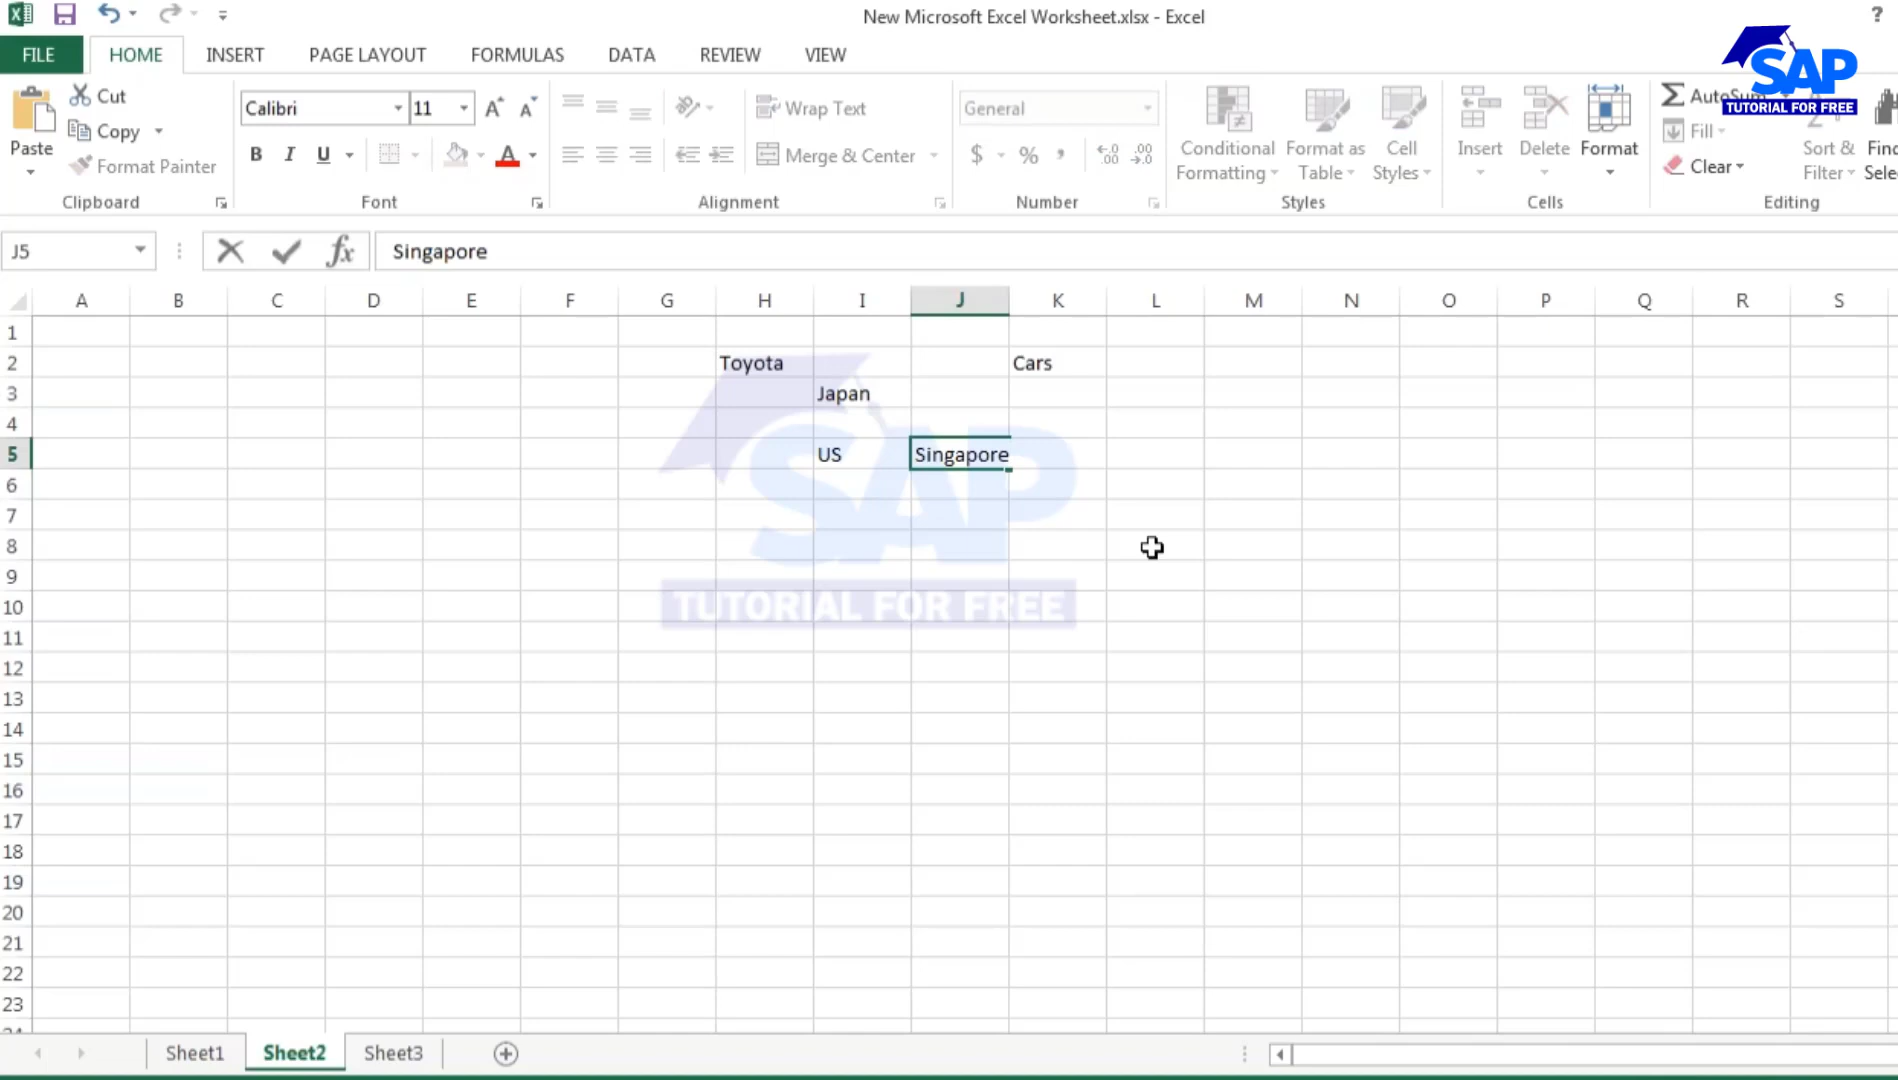 New Microsoft Excel Worksheet.xlsx - Excel
?
FILE HOME INSERT PAGE LAYOUT FORMULAS DATA REVIEW VIEW
SAP
TUTORIAL FOR FREE
Paste
Cut
Copy
Format Painter
Clipboard
Calibri 11
B I U
Font
Wrap Text
Merge & Center
Alignment
General
$ % ,
Number
Conditional Formatting
Format as Table
Cell Styles
Styles
Insert
Delete
Format
Cells
Fill
Clear
Sort & Filter
Editing
J5 fx Singapore
A B C D E F G H I J K L M N O P Q R S
1
2 Toyota Cars
3 Japan
4
5 US Singapore
6
7
8
9
10
11
12
13
14
15
16
17
18
19
20
21
22
23
SAP
TUTORIAL FOR FREE
Sheet1 Sheet2 Sheet3